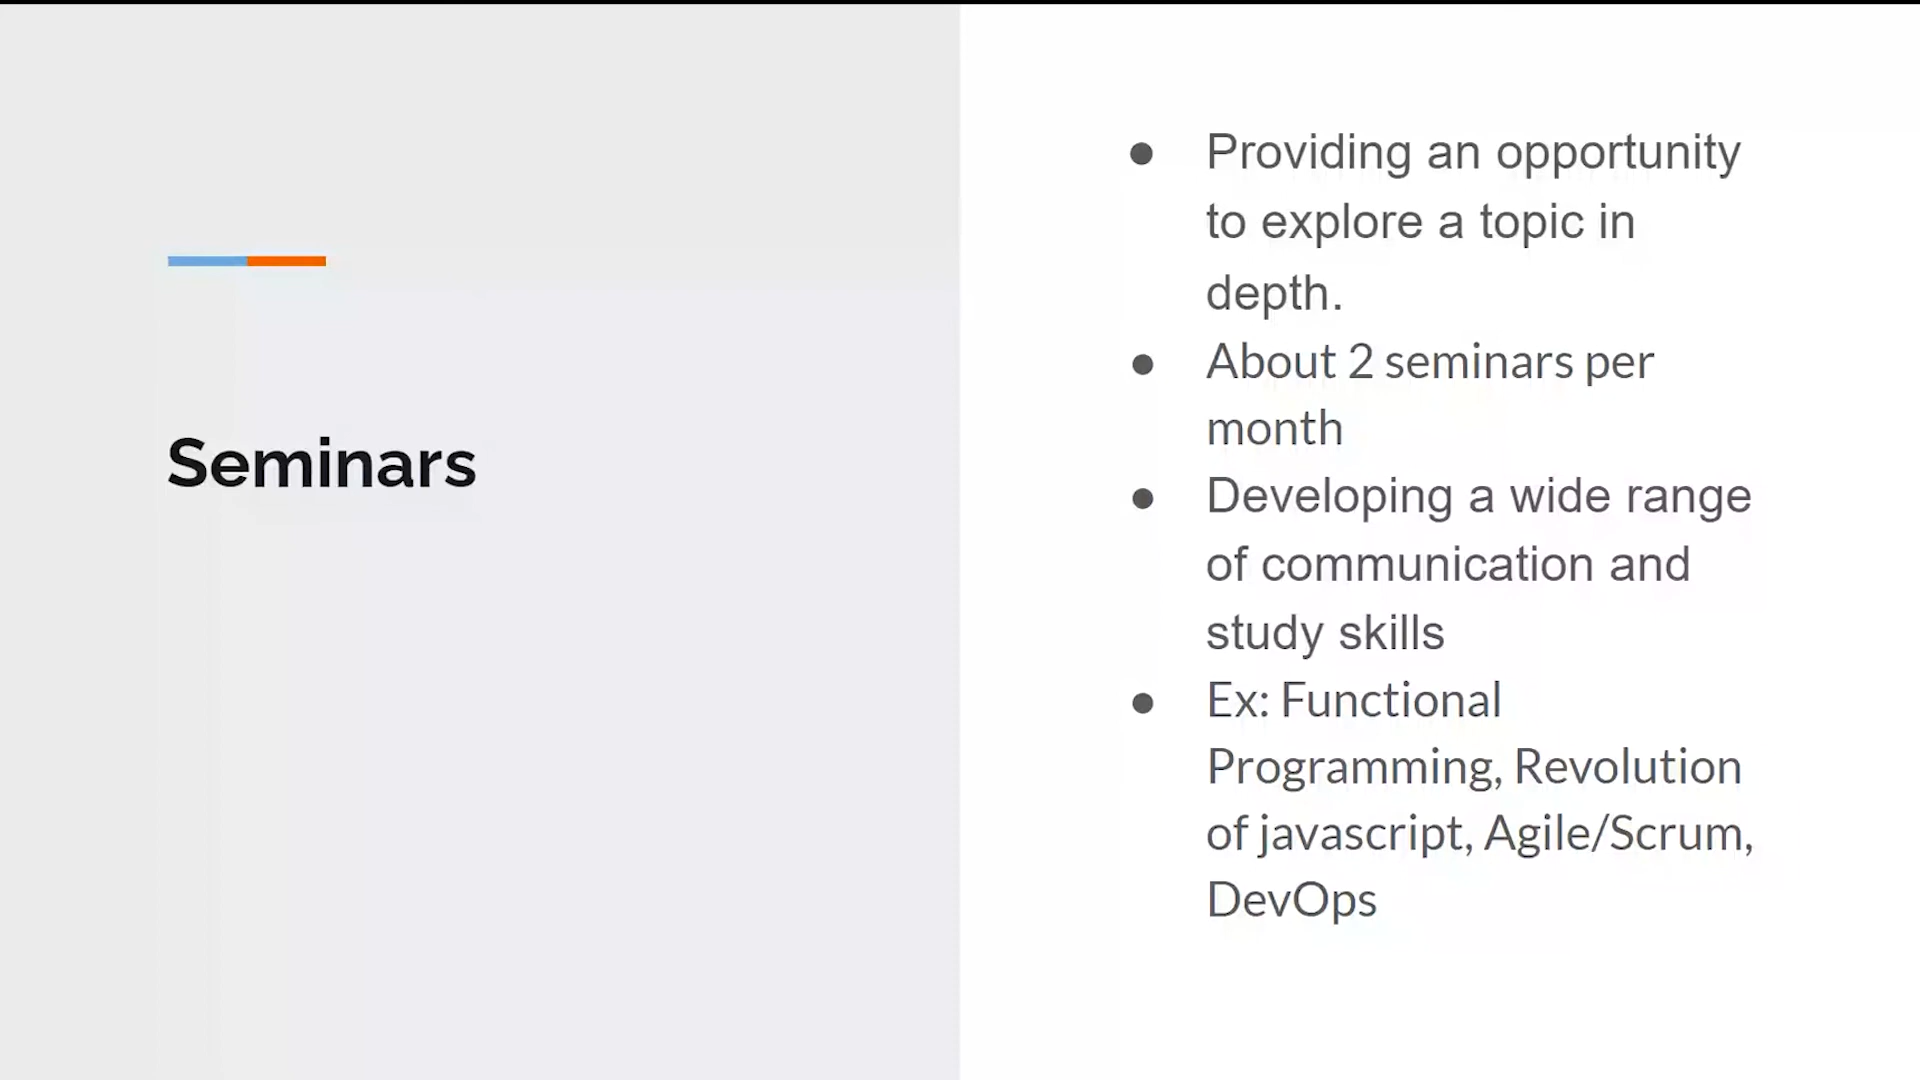 Seminars
● Providing an opportunity
to explore a topic in
depth.
● About 2 seminars per
month
● Developing a wide range
of communication and
study skills
● Ex: Functional
Programming, Revolution
of javascript, Agile/Scrum,
DevOps